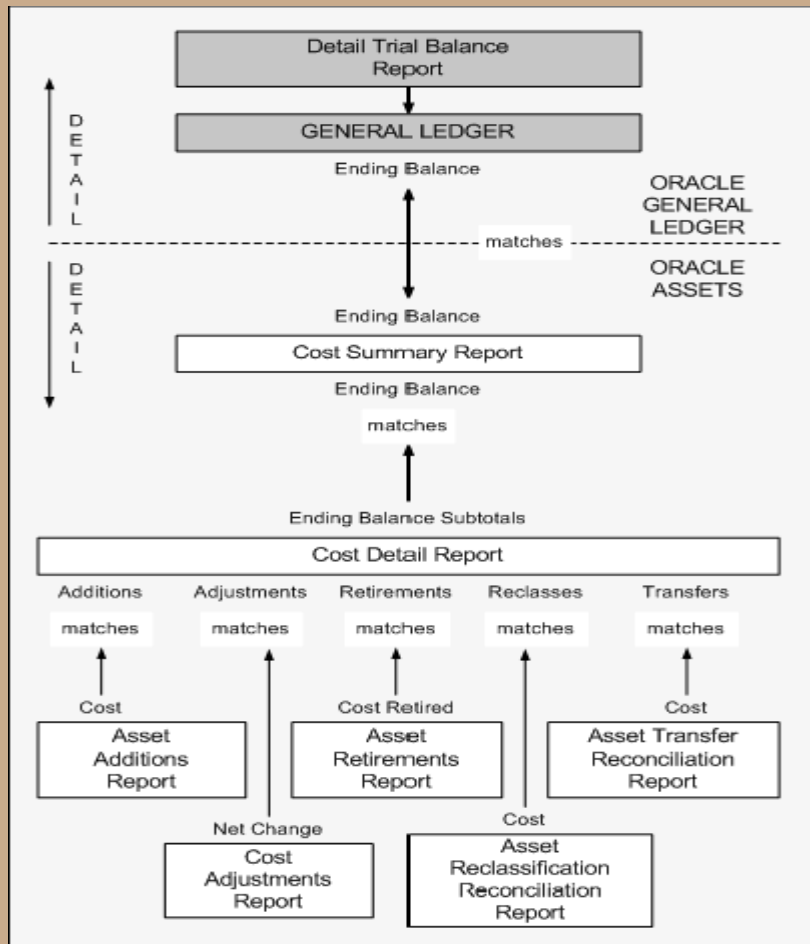 Detail Trial Balance
Report
GENERAL LEDGER
Ending Balance
DETAIL
ORACLE
GENERAL
LEDGER
matches
DETAIL
ORACLE
ASSETS
Ending Balance
Cost Summary Report
Ending Balance
matches
Ending Balance Subtotals
Cost Detail Report
Additions Adjustments Retirements Reclasses Transfers
matches matches matches matches matches
Cost Cost Retired Cost
Asset
Additions
Report
Asset
Retirements
Report
Asset Transfer
Reconciliation
Report
Net Change
Cost
Adjustments
Report
Cost
Asset
Reclassification
Reconciliation
Report